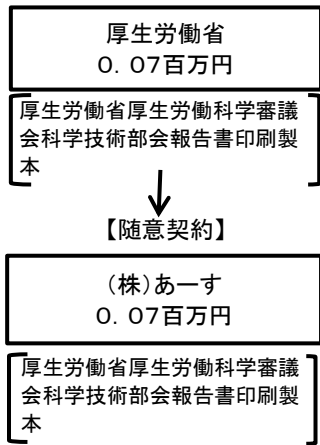 厚生労働省
0．07百万円
厚生労働省厚生労働科学審議
会科学技術部会報告書印刷製
本
【随意契約】
（株）あーす
0．07百万円
厚生労働省厚生労働科学審議
会科学技術部会報告書印刷製
本